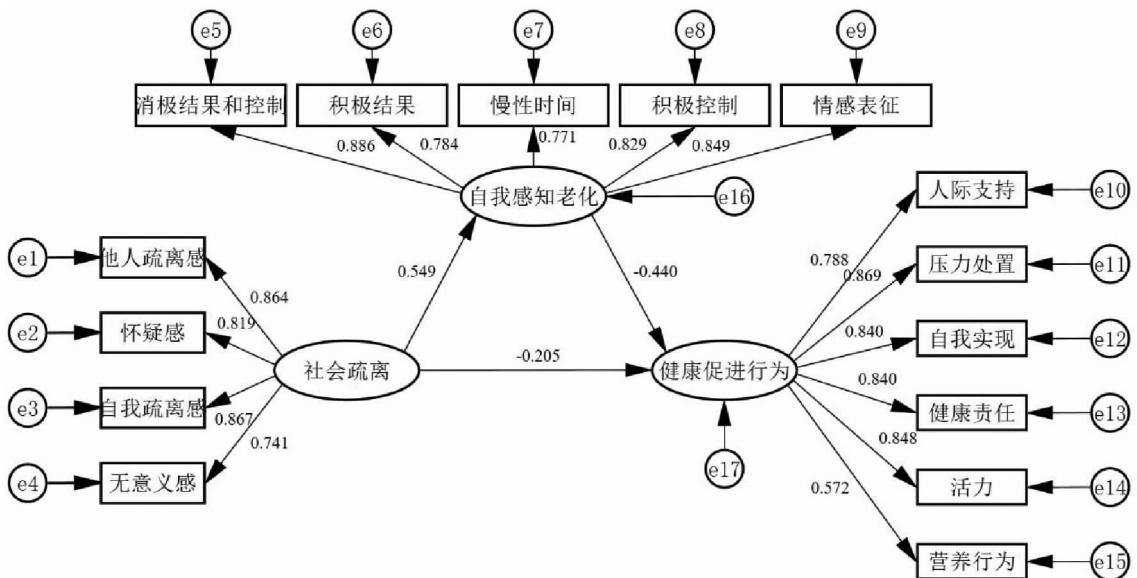 e5
e6
e7
e8
e9
消极结果和控制
积极结果
慢性时间
积极控制
情感表征
0.886
0.784
0.771
0.829
0.849
自我感知老化
e16
人际支持
e10
e1
他人疏离感
0.549
-0.440
0.788
0.869
压力处置
e11
0.864
e2
怀疑感
0.819
0.840
自我实现
e12
社会疏离
-0.205
健康促进行为
0.840
e3
自我疏离感
0.867
健康责任
e13
0.741
0.848
e4
无意义感
e17
0.572
活力
e14
营养行为
e15